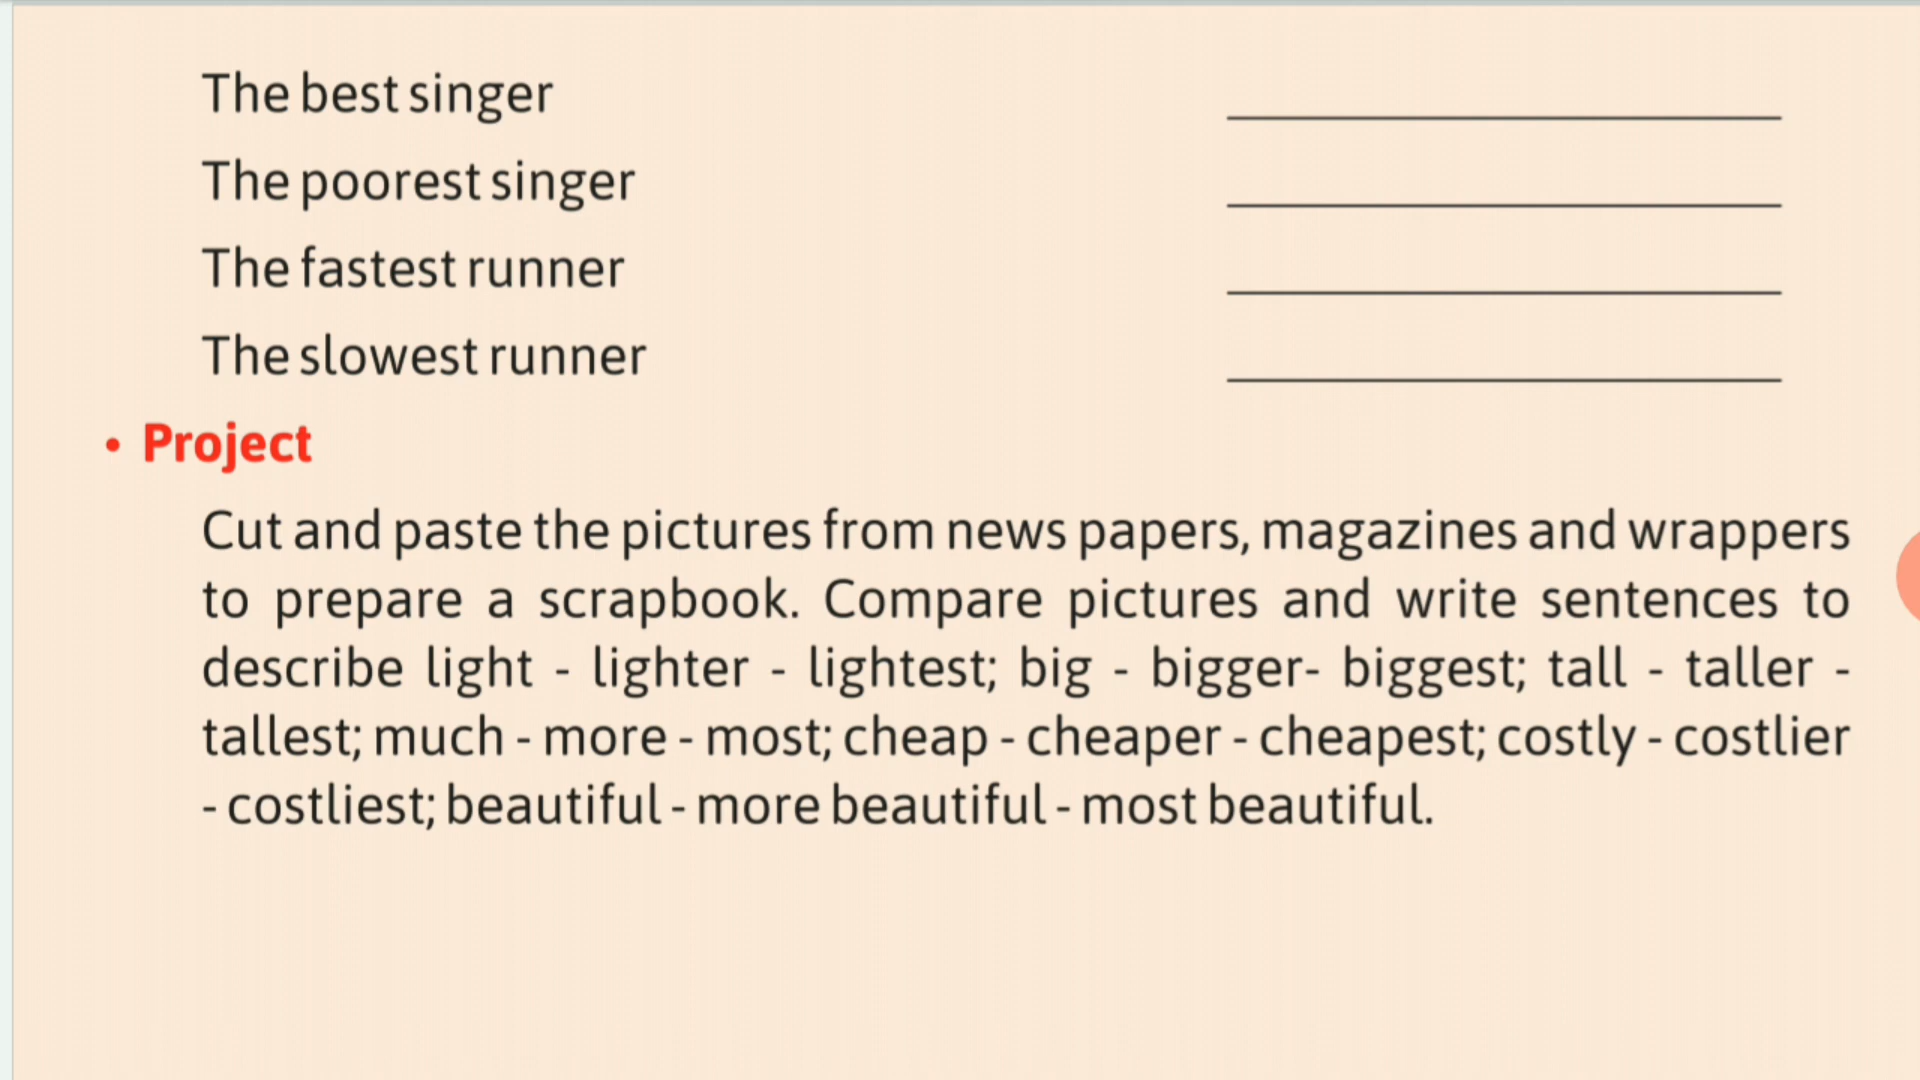 The best singer
The poorest singer
The fastest runner
The slowest runner
• Project
Cut and paste the pictures from news papers, magazines and wrappers
to prepare a scrapbook. Compare pictures and write sentences to
describe light - lighter - lightest; big - bigger- biggest; tall - taller -
tallest; much - more - most; cheap - cheaper - cheapest; costly - costlier
- costliest; beautiful - more beautiful - most beautiful.